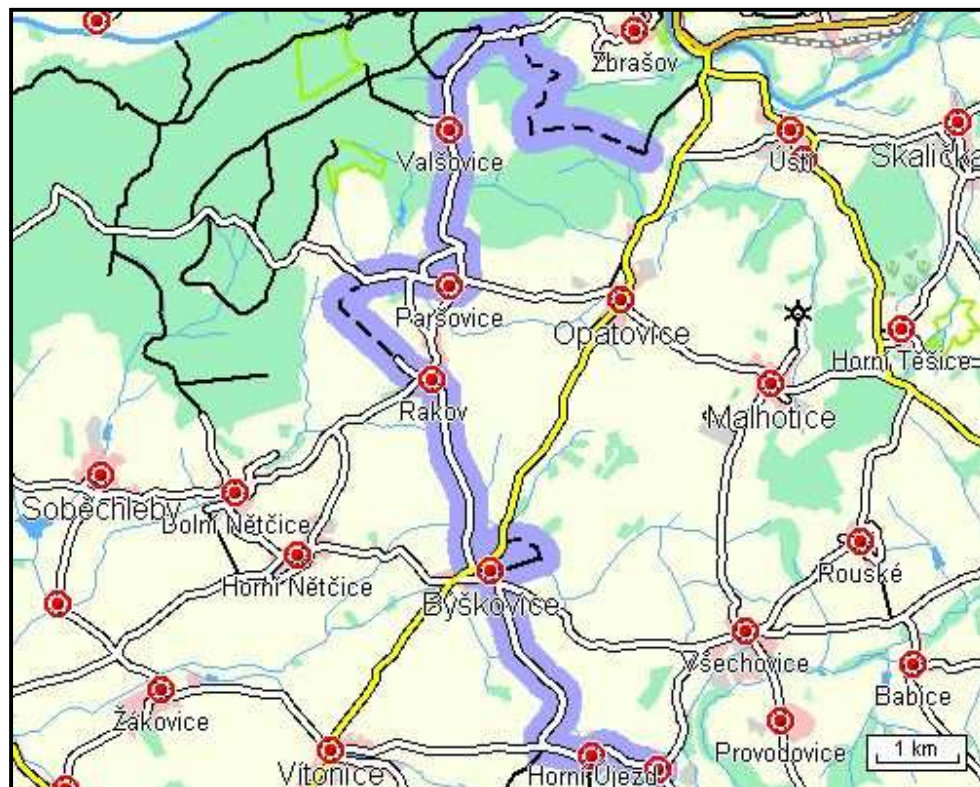 Zbrašov
Valšovice
Ústí
Skalička
Paršovice
Opatovice
Horní Těšice
Rakov
Malhotice
Soběchleby
Dolní Nětčice
Horní Nětčice
Byškovice
Rouské
Všechovice
Babice
Žákovice
Provodovice
1 km
Vítonice
Horní Újezd